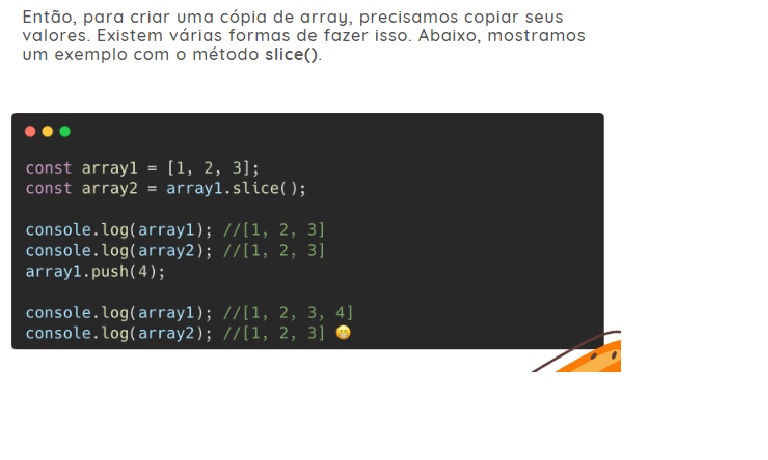 Então, para criar uma cópia de array, precisamos copiar seus
valores. Existem várias formas de fazer isso. Abaixo, mostramos
um exemplo com o método slice().
const array1 = [1, 2, 3];
const array2 = array1.slice();
console.log(array1); //[1, 2, 3]
console.log(array2); //[1, 2, 3]
array1.push(4);
console.log(array1); //[1, 2, 3, 4]
console.log(array2); //[1, 2, 3] 😁